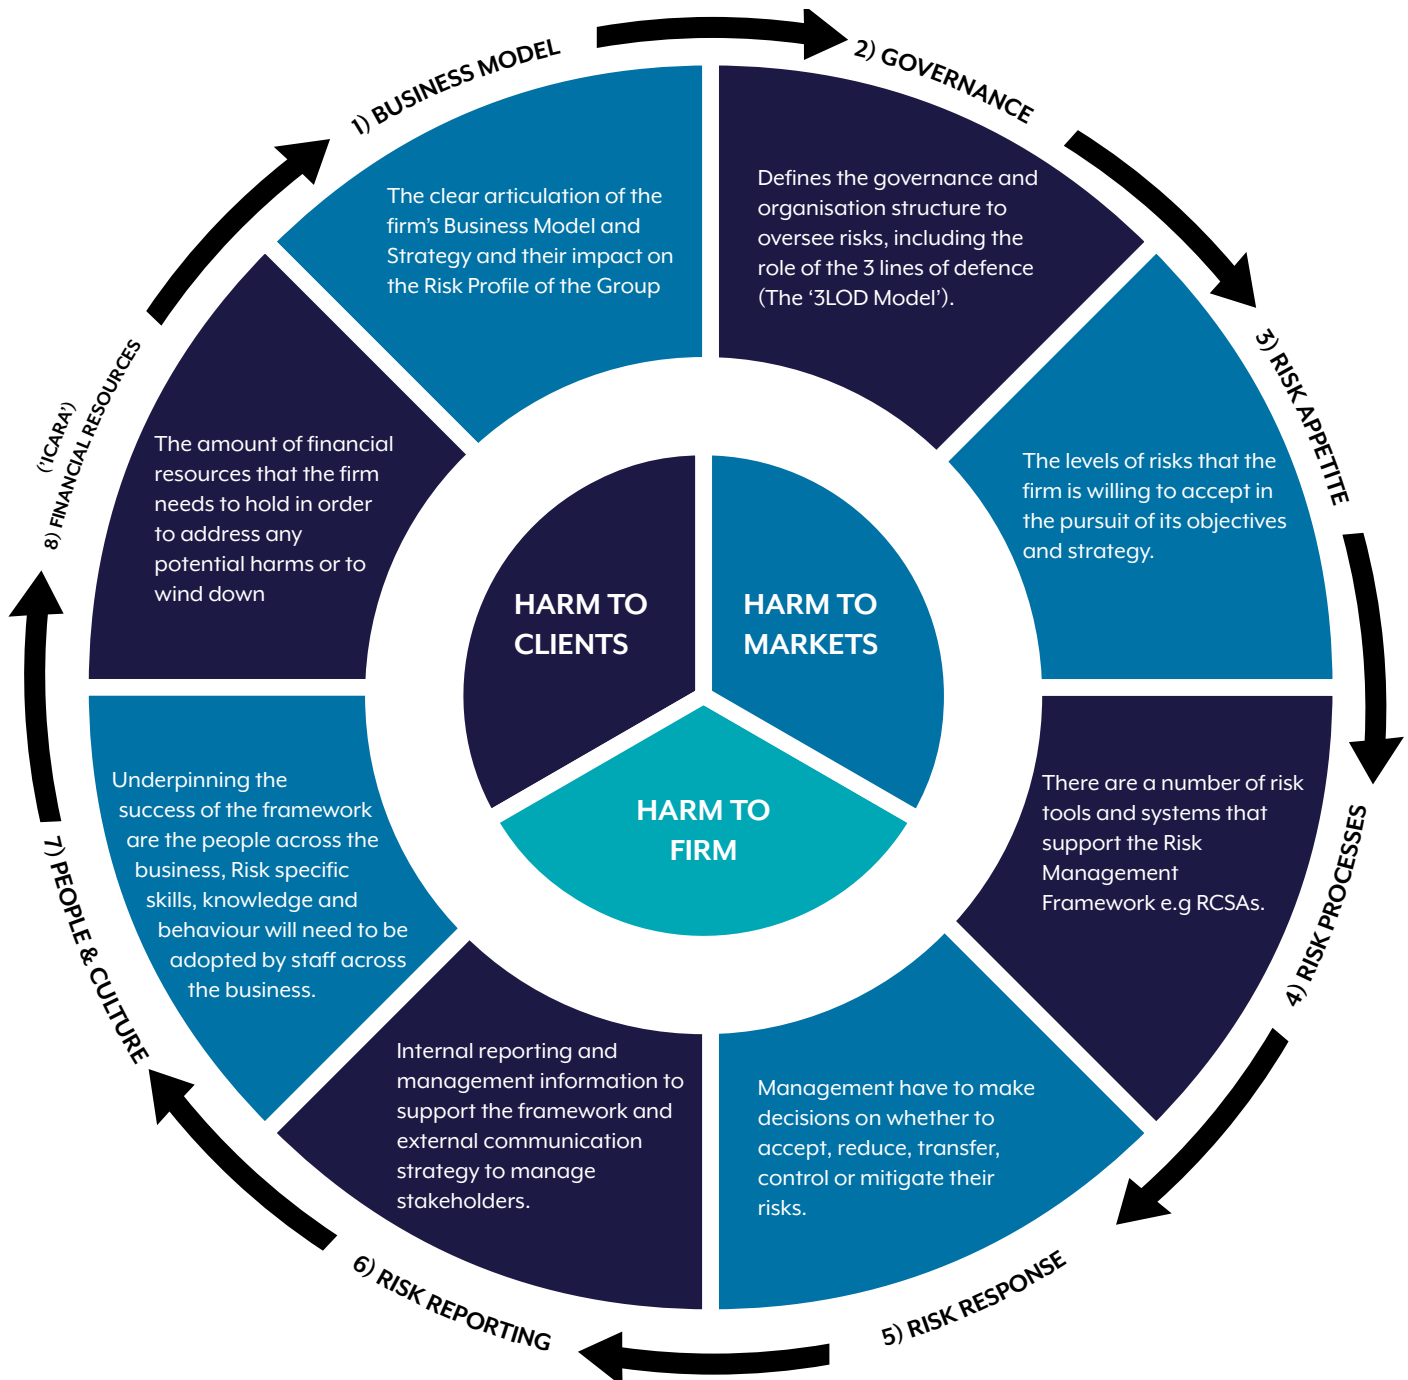 1) BUSINESS MODEL
The clear articulation of the
firm’s Business Model and
Strategy and their impact on
the Risk Profile of the Group
2) GOVERNANCE
Defines the governance and
organisation structure to
oversee risks, including the
role of the 3 lines of defence
(The ‘3LOD Model’).
3) RISK APPETITE
The levels of risks that the
firm is willing to accept in
the pursuit of its objectives
and strategy.
4) RISK PROCESSES
There are a number of risk
tools and systems that
support the Risk
Management
Framework e.g RCSAs.
5) RISK RESPONSE
Management have to make
decisions on whether to
accept, reduce, transfer,
control or mitigate their
risks.
6) RISK REPORTING
Internal reporting and
management information to
support the framework and
external communication
strategy to manage
stakeholders.
7) PEOPLE & CULTURE
Underpinning the
success of the framework
are the people across the
business, Risk specific
skills, knowledge and
behaviour will need to be
adopted by staff across
the business.
(‘ICARA’)
8) FINANCIAL RESOURCES
The amount of financial
resources that the firm
needs to hold in order
to address any
potential harms or to
wind down
HARM TO
CLIENTS
HARM TO
MARKETS
HARM TO
FIRM